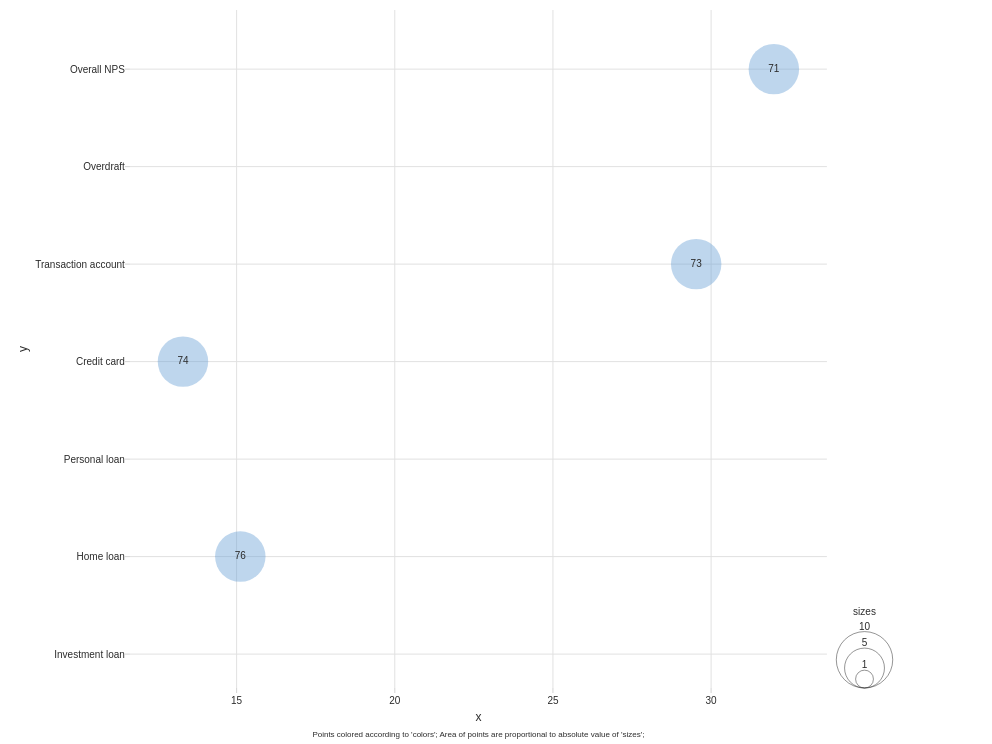 Overall NPS
71
Overdraft
Transaction account
73
y
Credit card
74
Personal loan
Home loan
76
Investment loan
sizes
10
5
1
15
20
25
30
x
Points colored according to 'colors'; Area of points are proportional to absolute value of 'sizes';